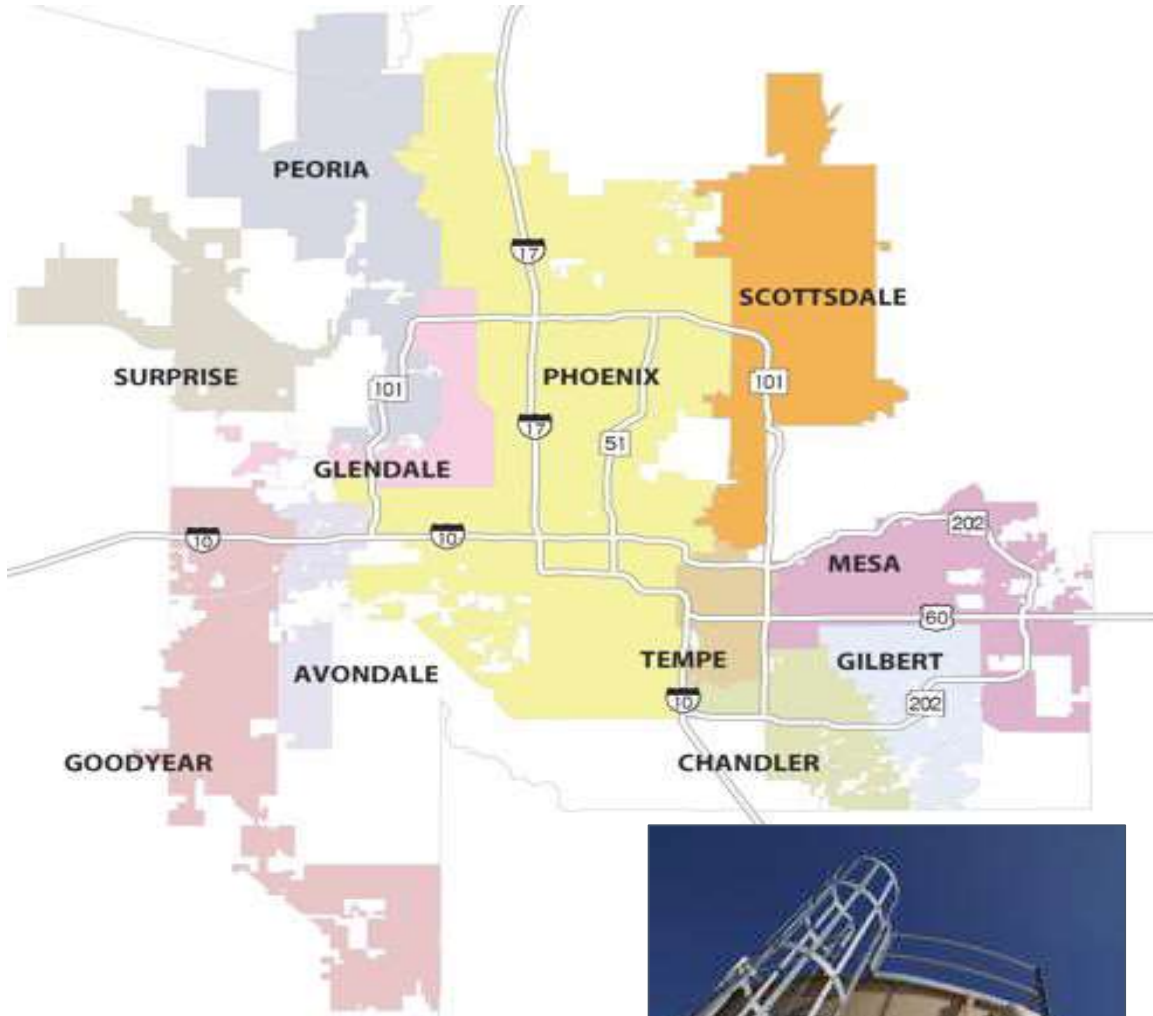 PEORIA
17
SCOTTSDALE
SURPRISE
101
PHOENIX
101
17
51
GLENDALE
10
10
202
MESA
60
AVONDALE
TEMPE
GILBERT
10
202
GOODYEAR
CHANDLER